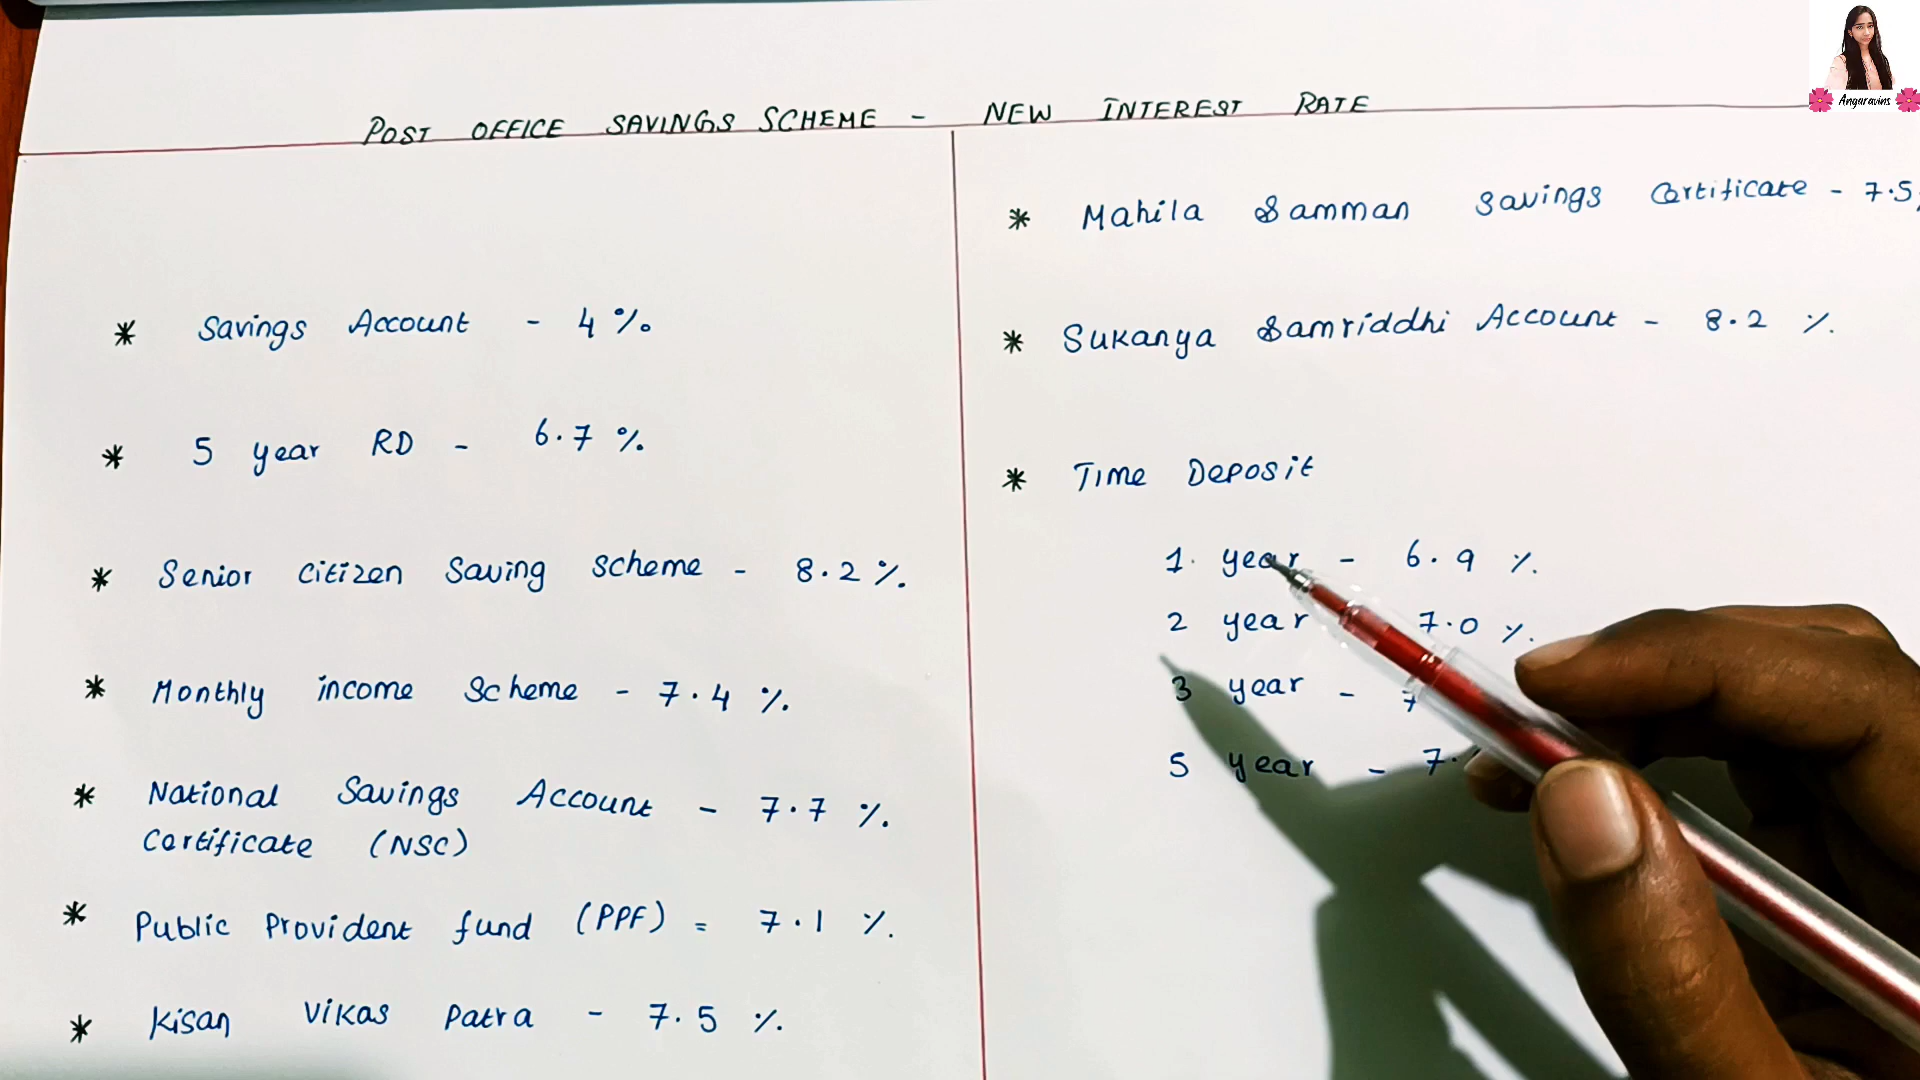 POST OFFICE SAVINGS SCHEME - NEW INTEREST RATE
* Savings Account - 4 %
* 5 year RD - 6.7 %
* Senior citizen Saving scheme - 8.2 %.
* Monthly income Scheme - 7.4 %.
* National Savings Account - 7.7 %.
Certificate (NSC)
* Public Provident fund (PPF) = 7.1 %.
* Kisan Vikas Patra - 7.5 %.
* Mahila Samman Savings Certificate - 7.5
* Sukanya Samriddhi Account - 8.2 %.
* Time Deposit
1. year - 6.9 %.
2 year 7.0 %.
3 year - 7
5 year - 7.
Angaravins